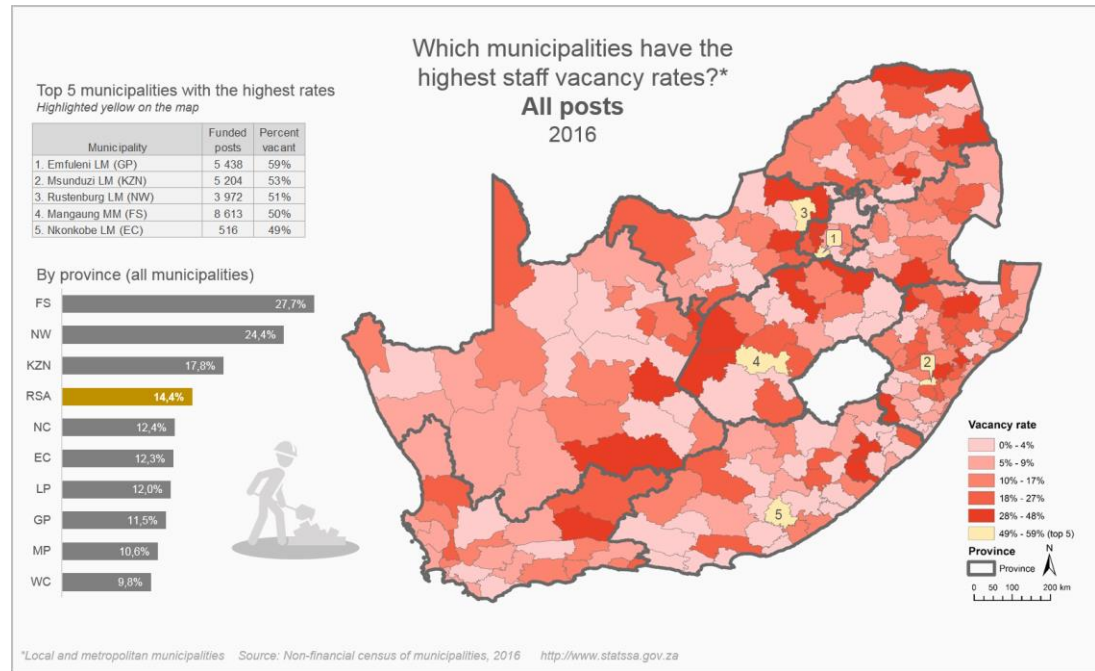 Which municipalities have the
highest staff vacancy rates?*
All posts
2016
Top 5 municipalities with the highest rates
Highlighted yellow on the map
Municipality Funded posts Percent vacant
1. Emfuleni LM (GP) 5 438 59%
2. Msunduzi LM (KZN) 5 204 53%
3. Rustenburg LM (NW) 3 972 51%
4. Mangaung MM (FS) 8 613 50%
5. Nkonkobe LM (EC) 516 49%
By province (all municipalities)
FS 27,7%
NW 24,4%
KZN 17,8%
RSA 14,4%
NC 12,4%
EC 12,3%
LP 12,0%
GP 11,5%
MP 10,6%
WC 9,8%
3
1
4
2
5
Vacancy rate
0% - 4%
5% - 9%
10% - 17%
18% - 27%
28% - 48%
49% - 59% (top 5)
Province N
Province
0 50 100 200 km
*Local and metropolitan municipalities Source: Non-financial census of municipalities, 2016 http://www.statssa.gov.za